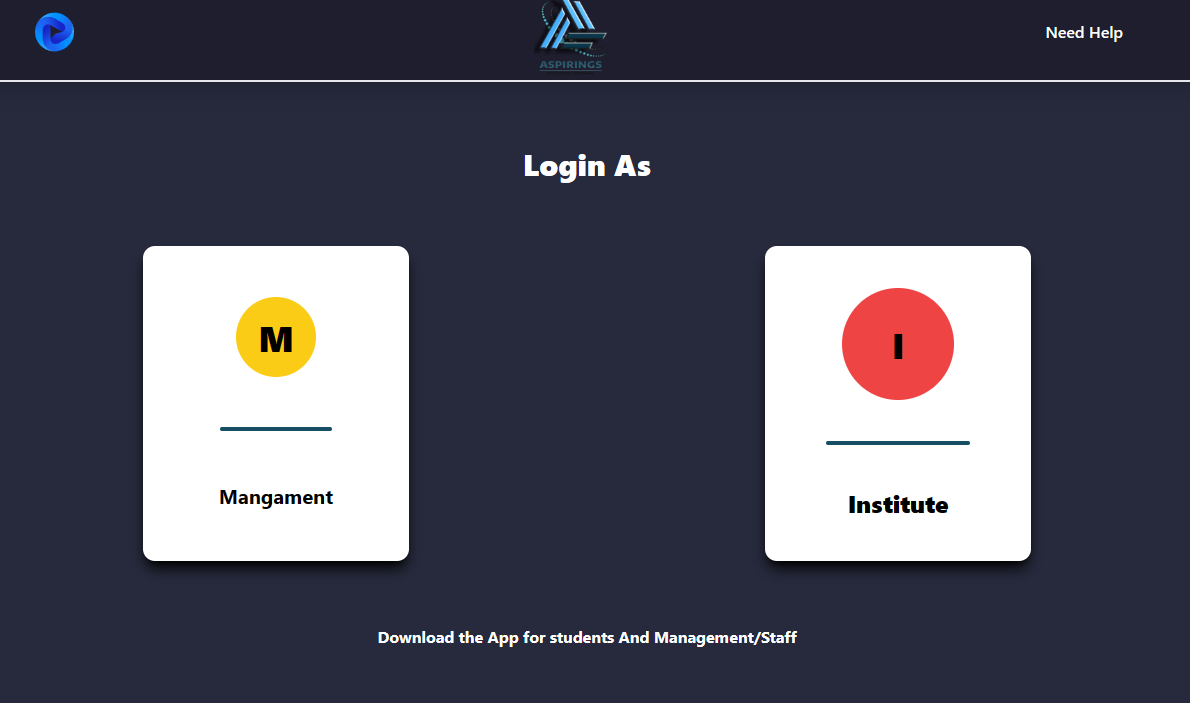 ASPIRINGS
Need Help
Login As
M
I
Mangament
Institute
Download the App for students And Management/Staff